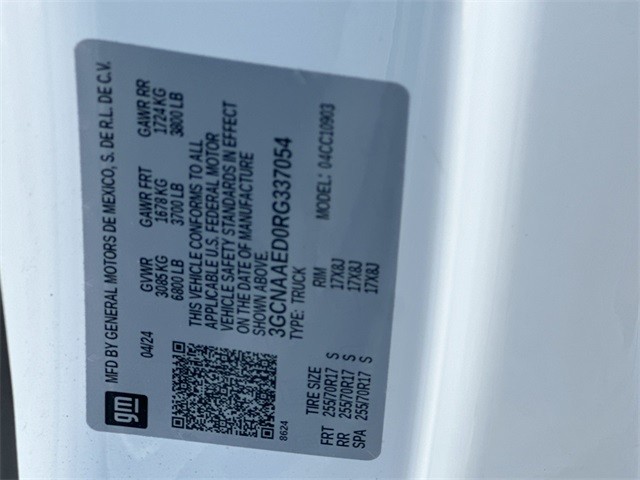 gm
MFD BY GENERAL MOTORS DE MEXICO, S. DE R.L. DE C.V.
04/24 GVWR GAWR FRT GAWR RR
3085 KG 1678 KG 1724 KG
6800 LB 3700 LB 3800 LB
THIS VEHICLE CONFORMS TO ALL
APPLICABLE U.S. FEDERAL MOTOR
VEHICLE SAFETY STANDARDS IN EFFECT
ON THE DATE OF MANUFACTURE
SHOWN ABOVE.
3GCNAAED0RG337054
8624 TYPE: TRUCK MODEL: 04CC10903
TIRE SIZE RIM
FRT 255/70R17 S 17X8J
RR 255/70R17 S 17X8J
SPA 255/70R17 S 17X8J